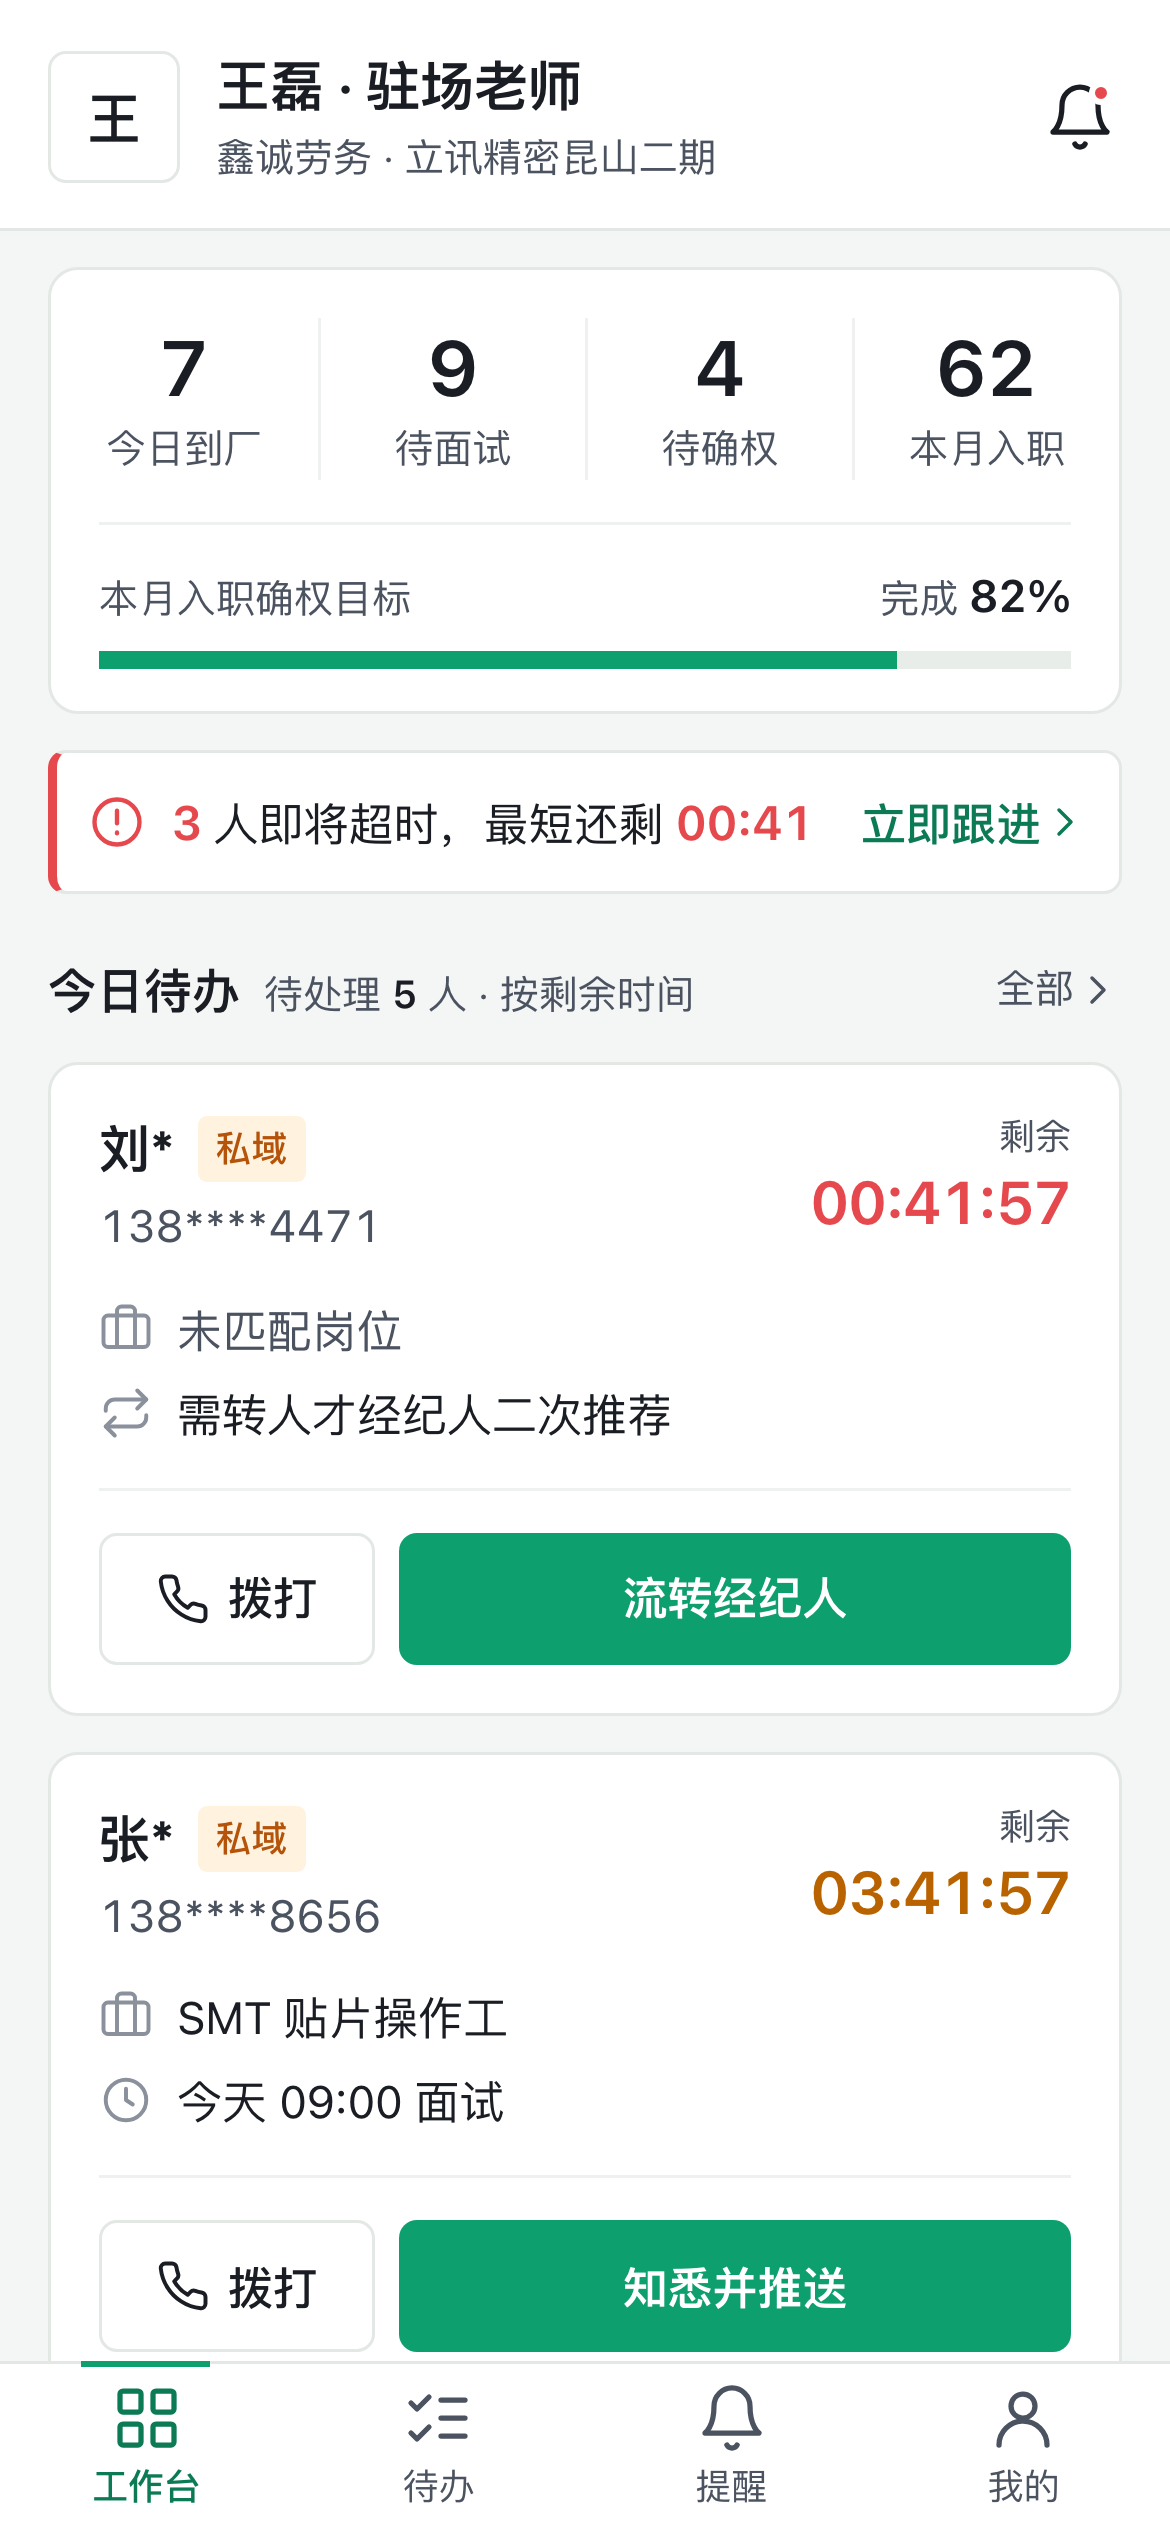 王
王磊 · 驻场老师
鑫诚劳务 · 立讯精密昆山二期
7 9 4 62
今日到厂 待面试 待确权 本月入职
本月入职确权目标 完成 82%
3 人即将超时，最短还剩 00:41 立即跟进
今日待办 待处理 5 人 · 按剩余时间 全部
刘* 私域 剩余
138****4471 00:41:57
未匹配岗位
需转人才经纪人二次推荐
拨打 流转经纪人
张* 私域 剩余
138****8656 03:41:57
SMT 贴片操作工
今天 09:00 面试
拨打 知悉并推送
工作台 待办 提醒 我的